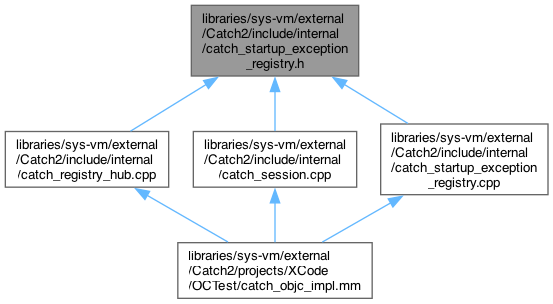 libraries/sys-vm/external
/Catch2/include/internal
/catch_startup_exception
_registry.h
libraries/sys-vm/external
/Catch2/include/internal
/catch_registry_hub.cpp
libraries/sys-vm/external
/Catch2/include/internal
/catch_session.cpp
libraries/sys-vm/external
/Catch2/include/internal
/catch_startup_exception
_registry.cpp
libraries/sys-vm/external
/Catch2/projects/XCode
/OCTest/catch_objc_impl.mm